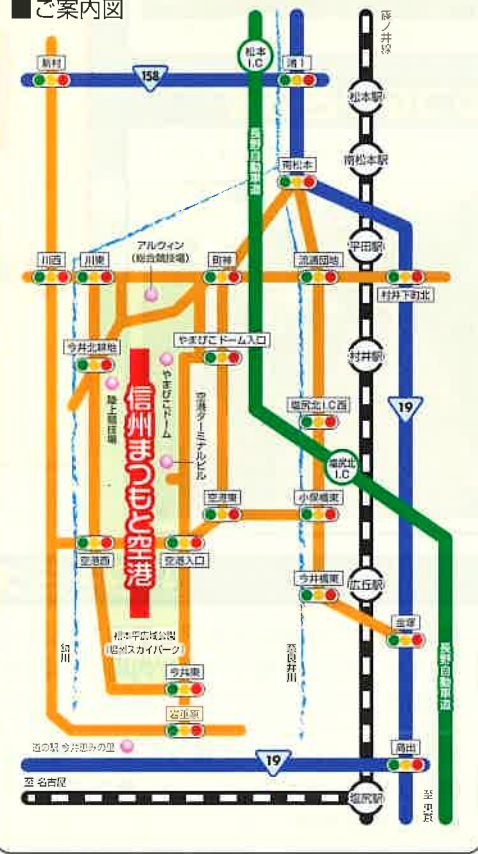 ■ご案内図
篠ノ井線
松本
I.C
新村
158
渚1
松本駅
長野自動車道
南松本
南松本駅
平田駅
アルウィン
(総合競技場)
川西
川東
町神
流通団地
村井下町北
今井北耕地
やまびこドーム入口
村井駅
陸上競技場
やまびこドーム
空港ターミナルビル
信州まつもと空港
塩尻北I.C西
19
塩尻北
I.C
空港東
小俣橋東
空港西
空港入口
今井橋東
広丘駅
金塚
松本平広域公園
(信州スカイパーク)
鎖川
奈良井川
長野自動車道
今井東
岩垂原
道の駅 今井恵みの里
19
高出
至 名古屋
塩尻駅
至 東京